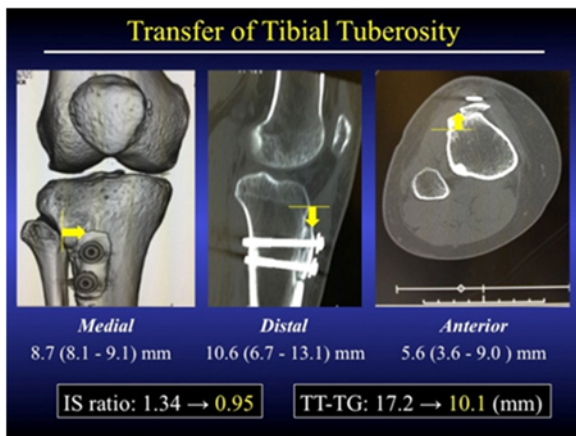 Transfer of Tibial Tuberosity
Medial
8.7 (8.1 - 9.1) mm
Distal
10.6 (6.7 - 13.1) mm
Anterior
5.6 (3.6 - 9.0 ) mm
IS ratio: 1.34 → 0.95
TT-TG: 17.2 → 10.1 (mm)